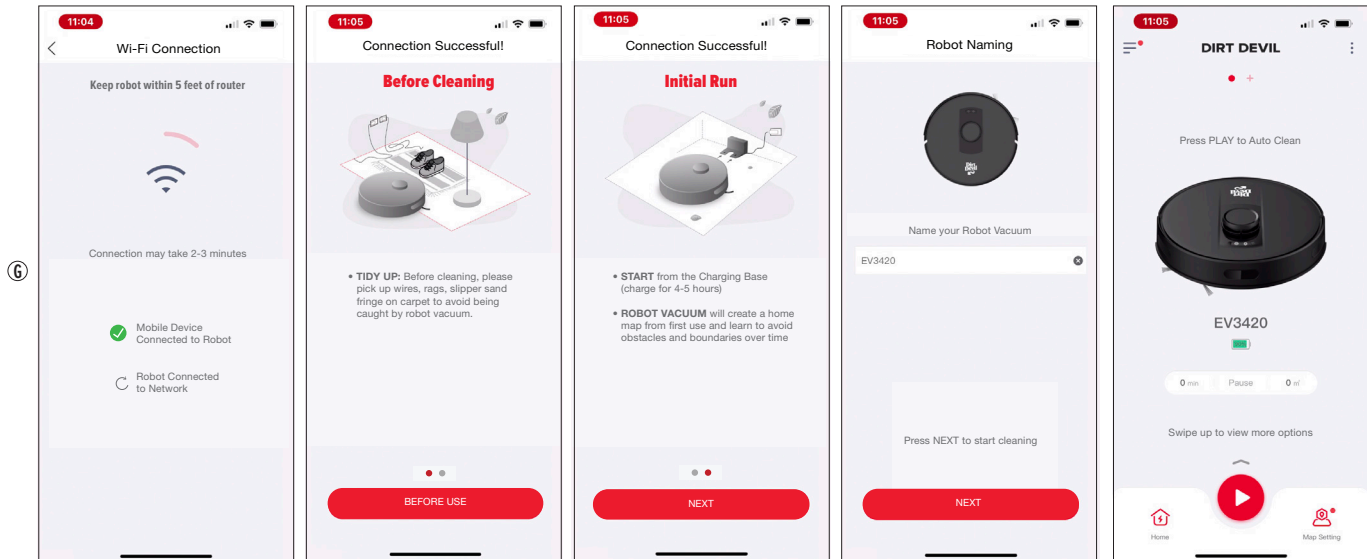 G
11:04
Wi-Fi Connection
Keep robot within 5 feet of router
Connection may take 2-3 minutes
Mobile Device
Connected to Robot
Robot Connected
to Network
11:05
Connection Successful!
Before Cleaning
• TIDY UP: Before cleaning, please
pick up wires, rags, slipper sand
fringe on carpet to avoid being
caught by robot vacuum.
BEFORE USE
11:05
Connection Successful!
Initial Run
• START from the Charging Base
(charge for 4-5 hours)
• ROBOT VACUUM will create a home
map from first use and learn to avoid
obstacles and boundaries over time
NEXT
11:05
Robot Naming
Dirt
Devil
Name your Robot Vacuum
EV3420
Press NEXT to start cleaning
NEXT
11:05
DIRT DEVIL
Press PLAY to Auto Clean
EV3420
0 min Pause 0 ㎡
Swipe up to view more options
Home
Map Setting